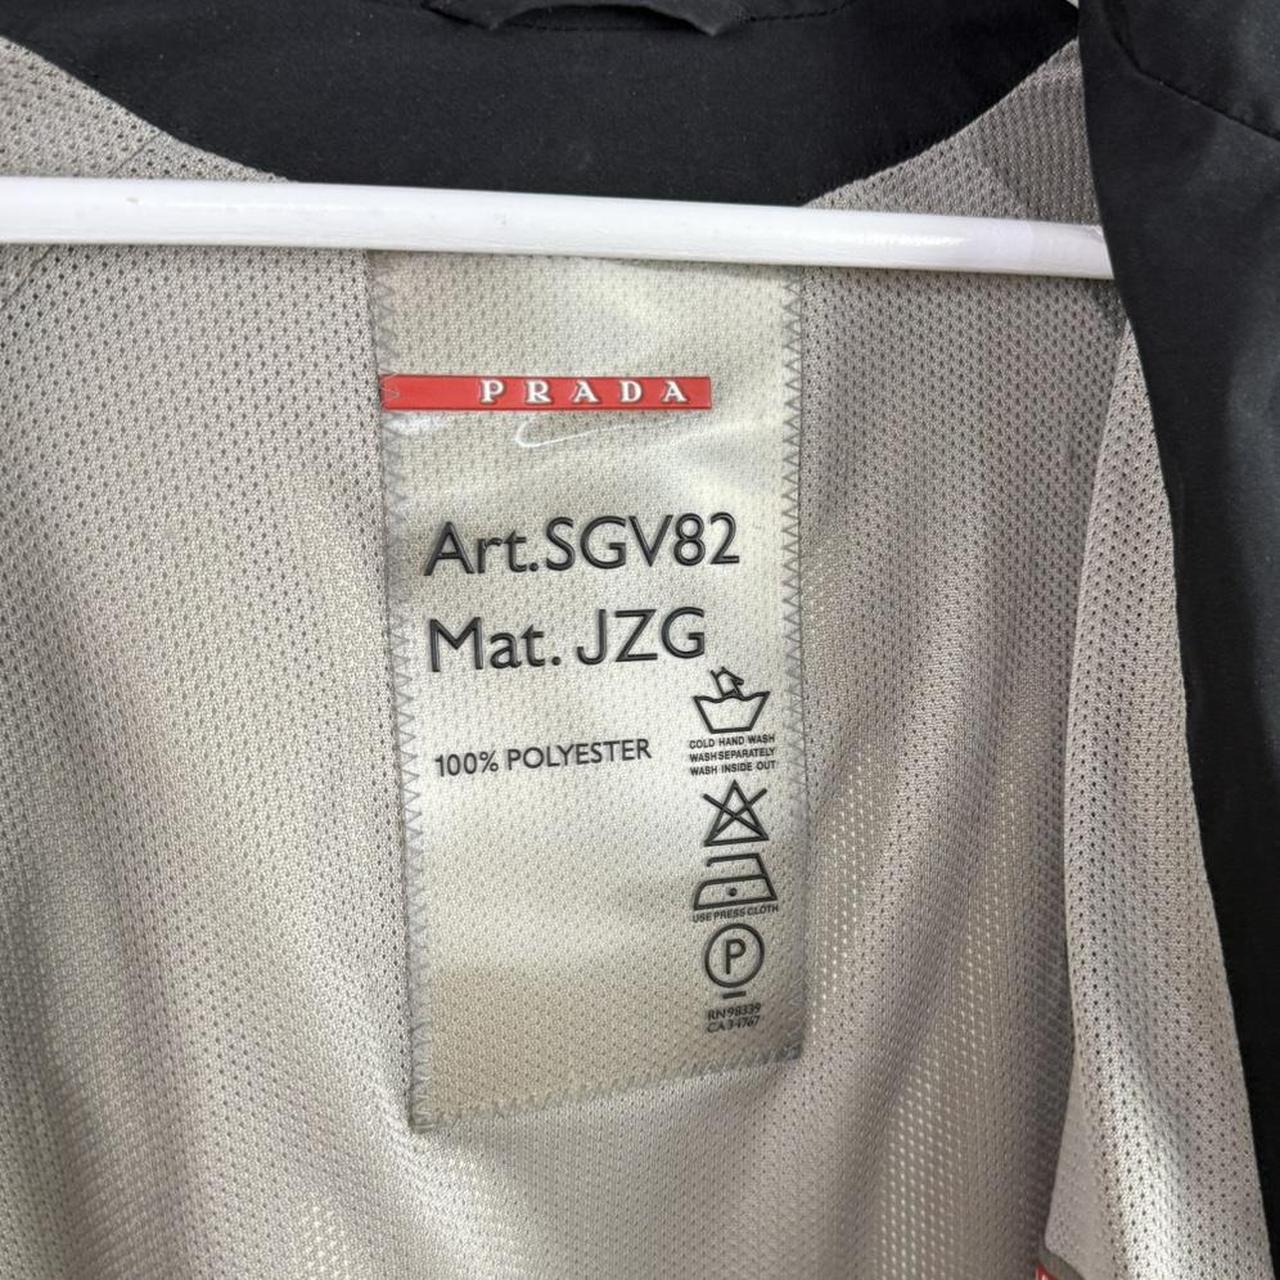 PRADA
Art.SGV82
Mat. JZG
100% POLYESTER
COLD HAND WASH
WASH SEPARATELY
WASH INSIDE OUT
USE PRESS CLOTH
P
RN 98339
CA 34767